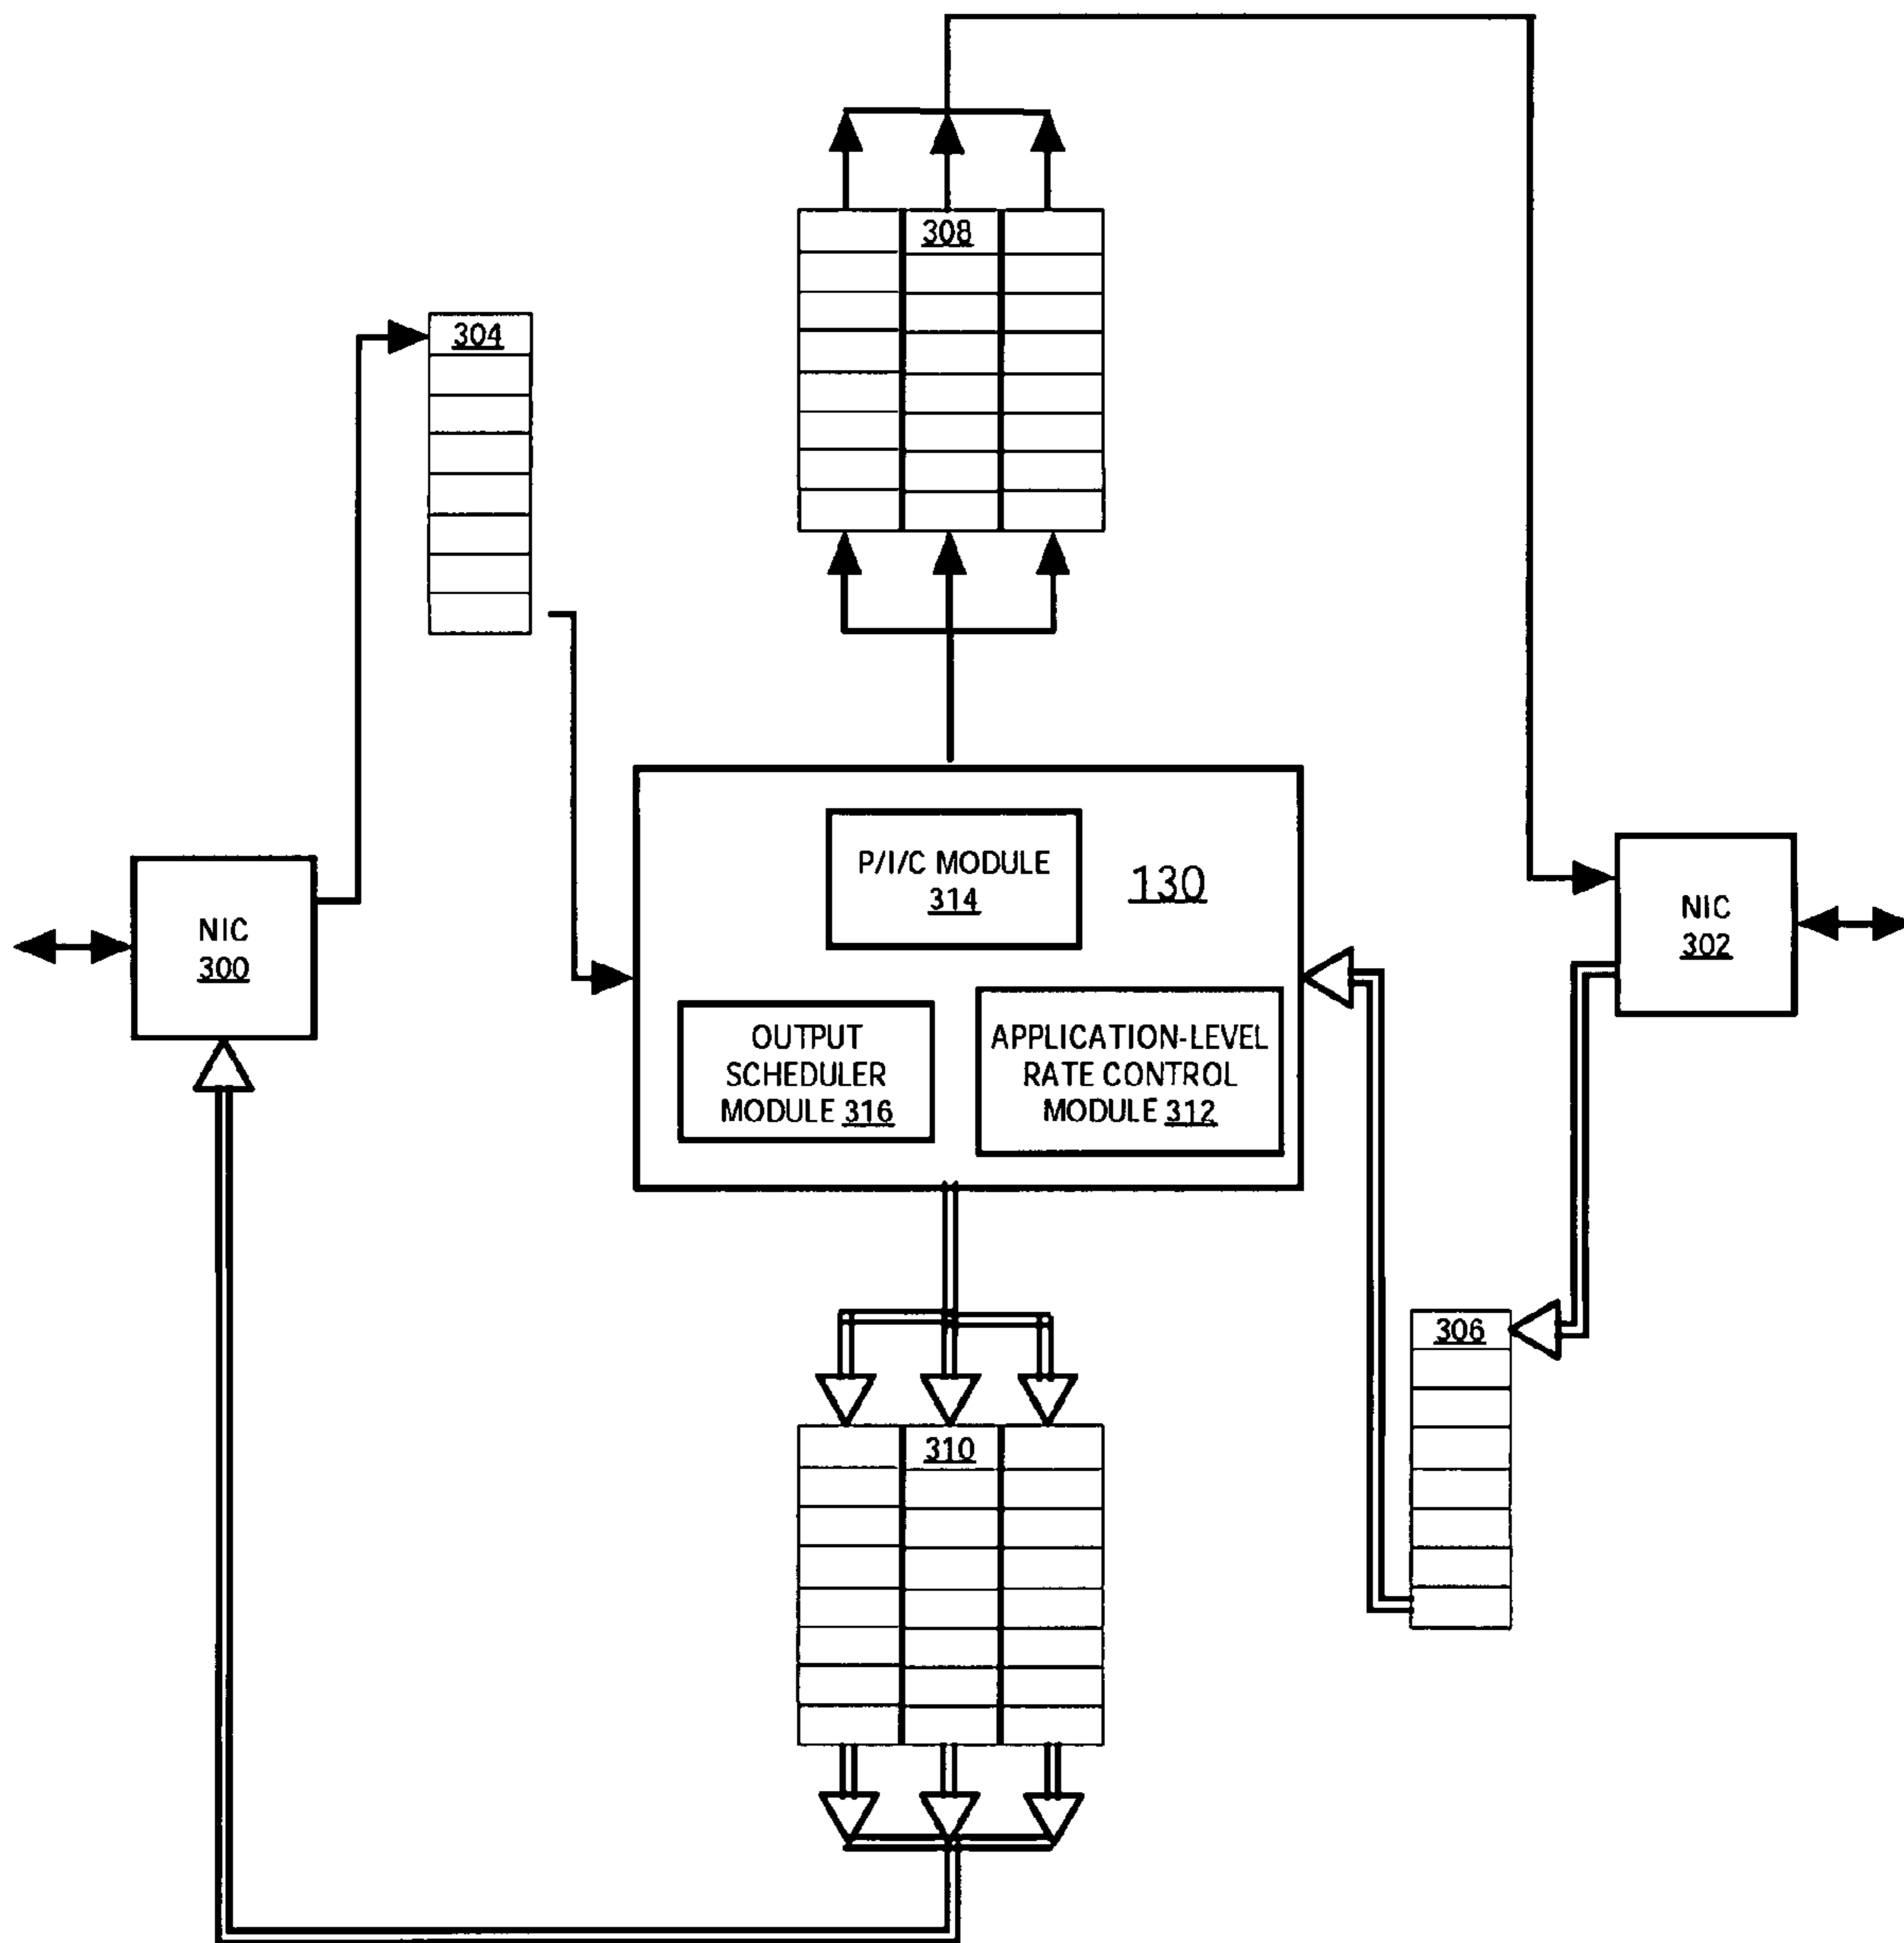 308
304
P/I/C MODULE
314
130
NIC
300
NIC
302
OUTPUT
SCHEDULER
MODULE 316
APPLICATION-LEVEL
RATE CONTROL
MODULE 312
306
310